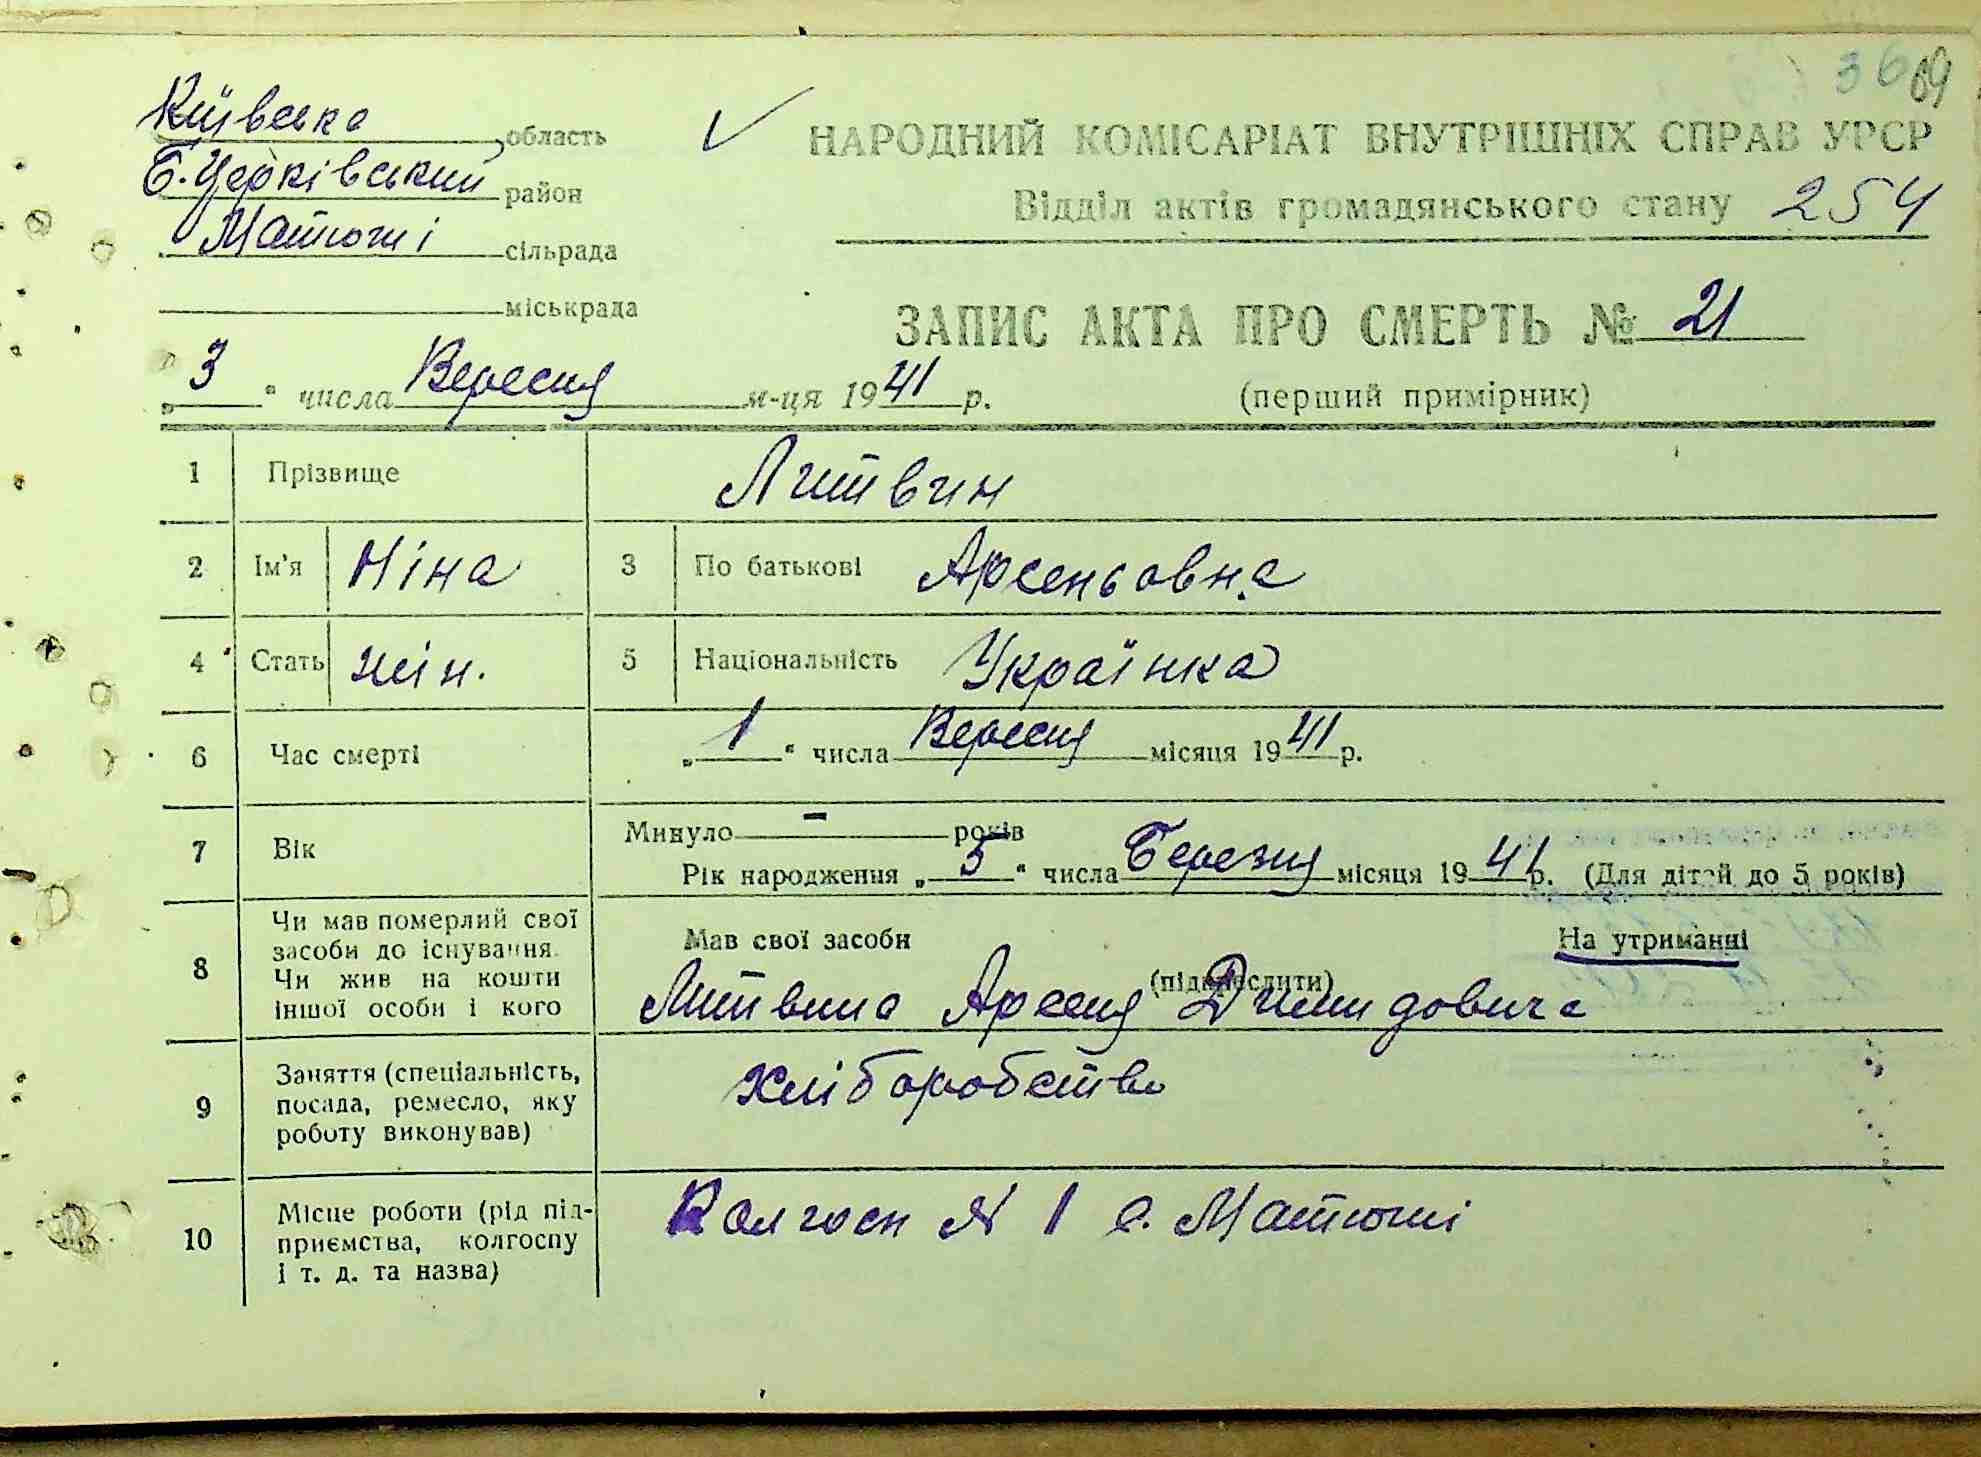 36 69
Київська область
Б. Церківський район
Матюші сільрада
міськрада
НАРОДНИЙ КОМІСАРІАТ ВНУТРІШНІХ СПРАВ УРСР
Відділ актів громадянського стану 254
ЗАПИС АКТА ПРО СМЕРТЬ № 21
„3“ числа Вересня м-ця 1941 р.
(перший примірник)
1 Прізвище Литвин
2 Ім'я Ніна 3 По батькові Арсеньовна
4 Стать жін. 5 Національність Українка
6 Час смерті „1“ числа Вересня місяця 1941 р.
7 Вік Минуло - років
Рік народження „5“ числа Березня місяця 1941 р. (Для дітей до 5 років)
8 Чи мав померлий свої засоби до існування. Чи жив на кошти іншої особи і кого
Мав свої засоби На утриманні
(підкреслити)
Литвина Арсена Димидовича
9 Заняття (спеціальність, посада, ремесло, яку роботу виконував) хліборобство
10 Місце роботи (рід підприємства, колгоспу і т. д. та назва) Колгосп № 1 с. Матюші